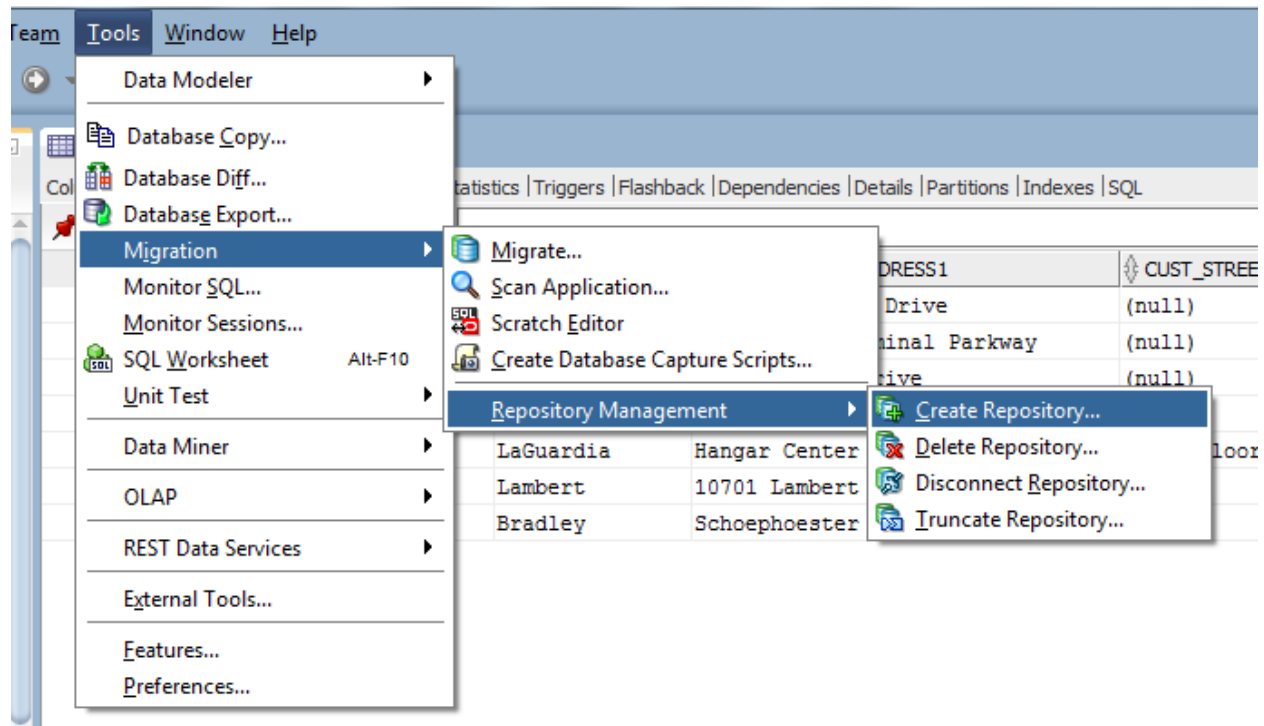 Team Tools Window Help
Data Modeler
Database Copy...
Database Diff...
Database Export...
Migration
Monitor SQL...
Monitor Sessions...
SQL Worksheet Alt-F10
Unit Test
Data Miner
OLAP
REST Data Services
External Tools...
Features...
Preferences...
Col tatistics |Triggers |Flashback |Dependencies |Details |Partitions |Indexes |SQL
Migrate...
Scan Application...
Scratch Editor
Create Database Capture Scripts...
Repository Management
Create Repository...
Delete Repository...
Disconnect Repository...
Truncate Repository...
DRESS1 CUST_STREE
Drive (null)
minal Parkway (null)
rive (null)
LaGuardia Hangar Center loor
Lambert 10701 Lambert
Bradley Schoephoester